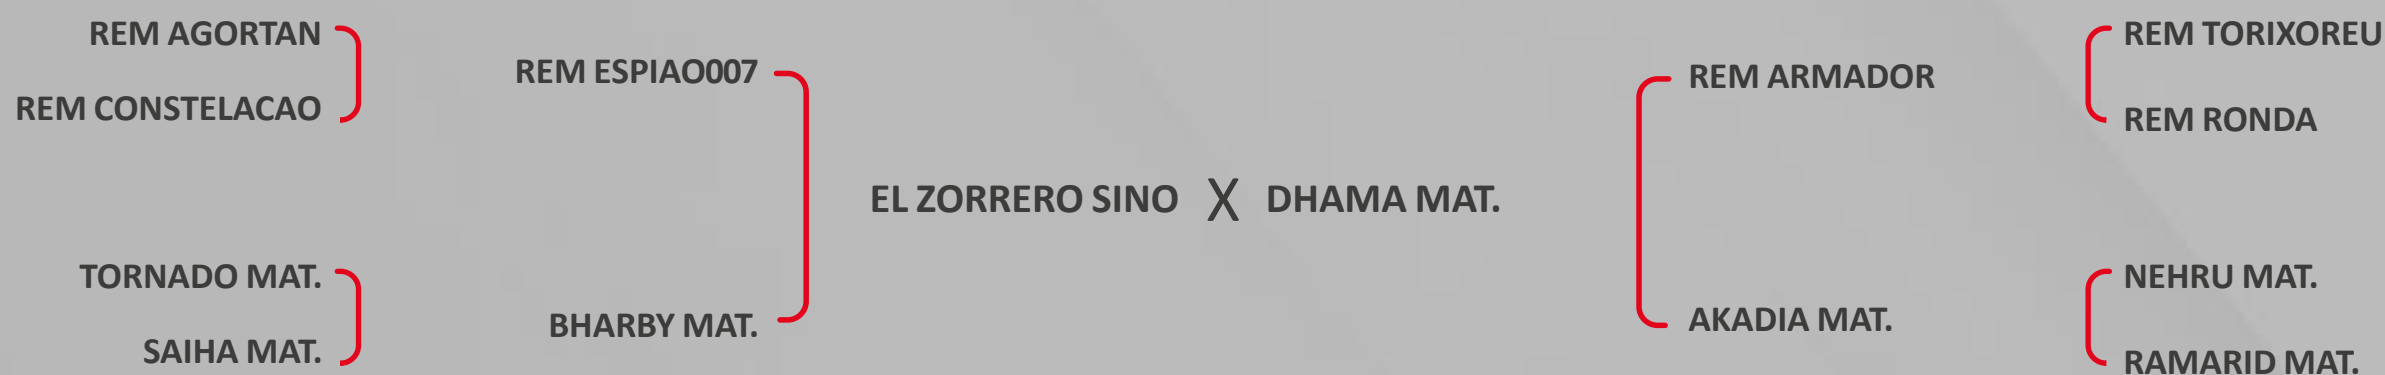 REM AGORTAN
REM CONSTELACAO
REM ESPIAO007
TORNADO MAT.
SAIHA MAT.
BHARBY MAT.
EL ZORRERO SINO X DHAMA MAT.
REM ARMADOR
REM TORIXOREU
REM RONDA
AKADIA MAT.
NEHRU MAT.
RAMARID MAT.